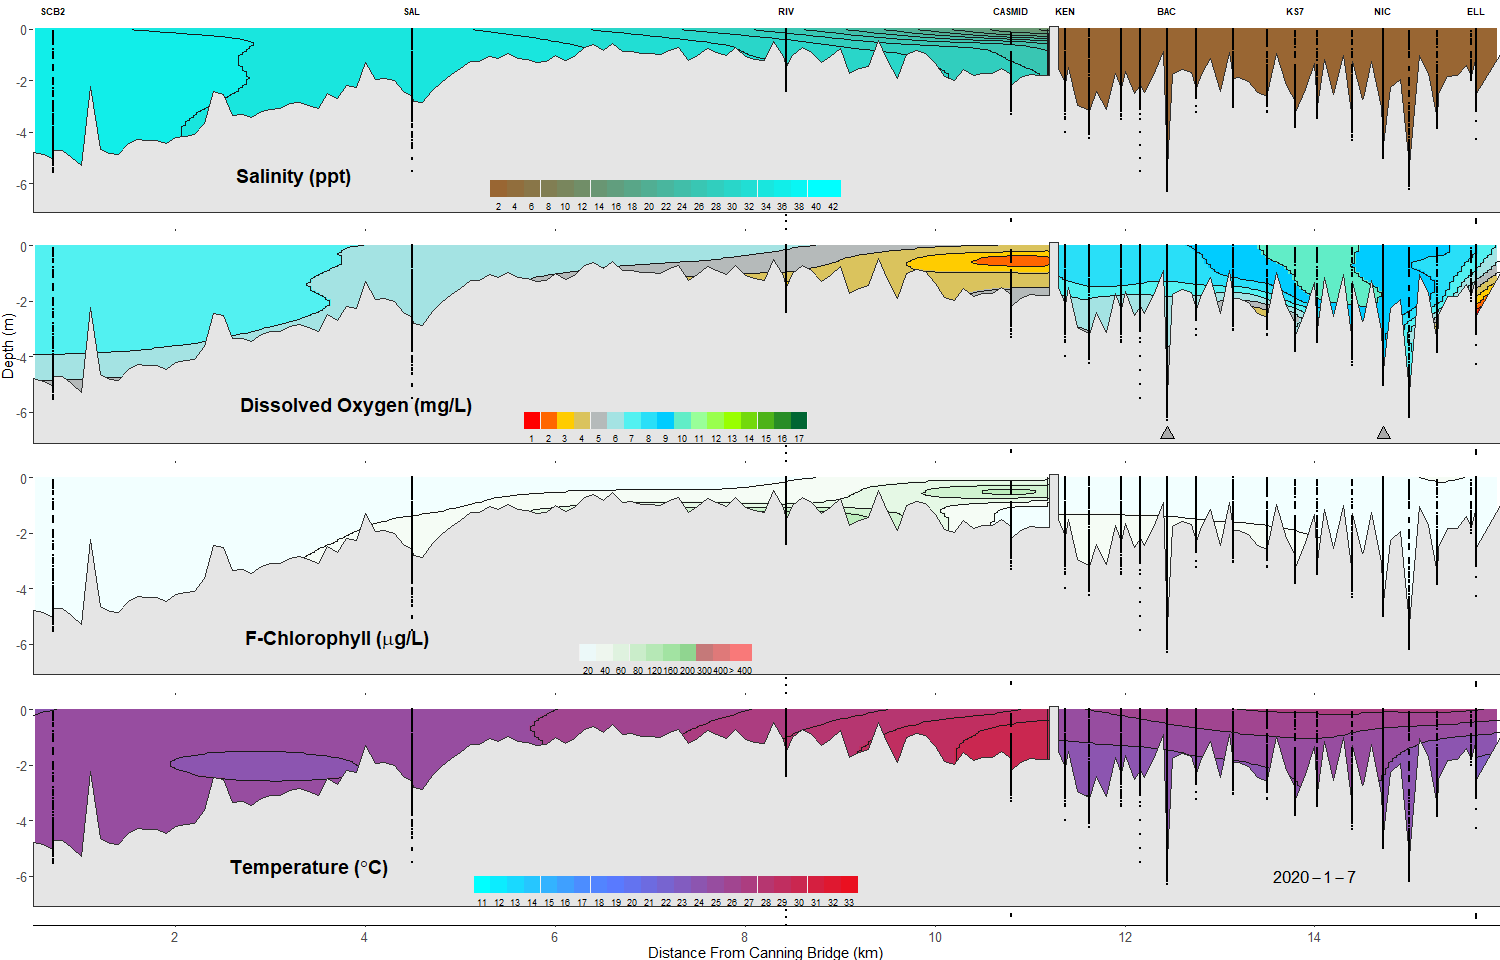 SCB2 SAL RIV CASMID KEN BAC KS7 NIC ELL
0
-2
-4
-6
Salinity (ppt)
2 4 6 8 10 12 14 16 18 20 22 24 26 28 30 32 34 36 38 40 42
0
-2
-4
-6
Dissolved Oxygen (mg/L)
1 2 3 4 5 6 7 8 9 10 11 12 13 14 15 16 17
Depth (m)
0
-2
-4
-6
F-Chlorophyll (μg/L)
20 40 60 80 120 160 200 300 400 > 400
0
-2
-4
-6
Temperature (°C)
11 12 13 14 15 16 17 18 19 20 21 22 23 24 25 26 27 28 29 30 31 32 33
2020–1–7
2 4 6 8 10 12 14
Distance From Canning Bridge (km)